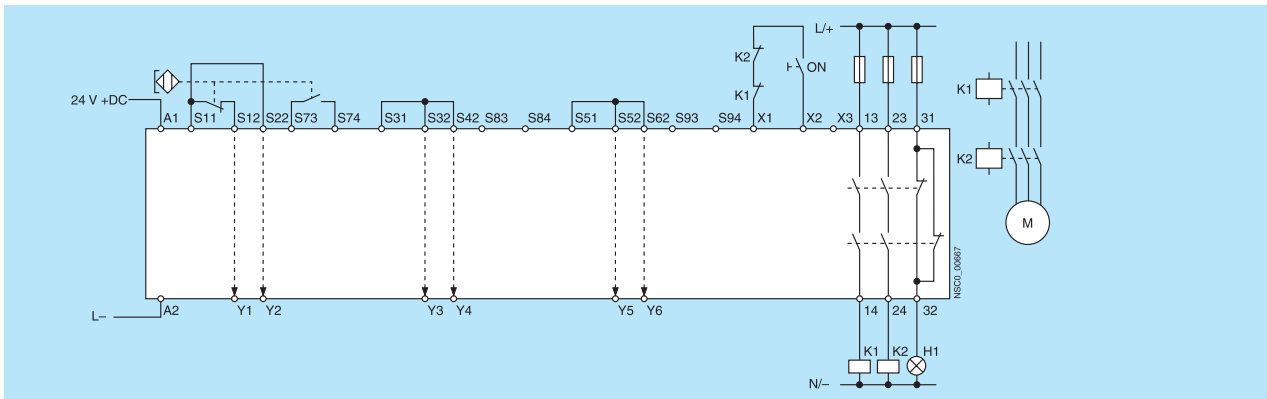 L/+
K2
ON
K1
24 V +DC
A1 S11 S12 S22 S73 S74 S31 S32 S42 S83 S84 S51 S52 S62 S93 S94 X1 X2 X3 13 23 31
K1
K2
M
NSC0_00667
L–
A2 Y1 Y2 Y3 Y4 Y5 Y6 14 24 32
K1 K2 H1
N/–